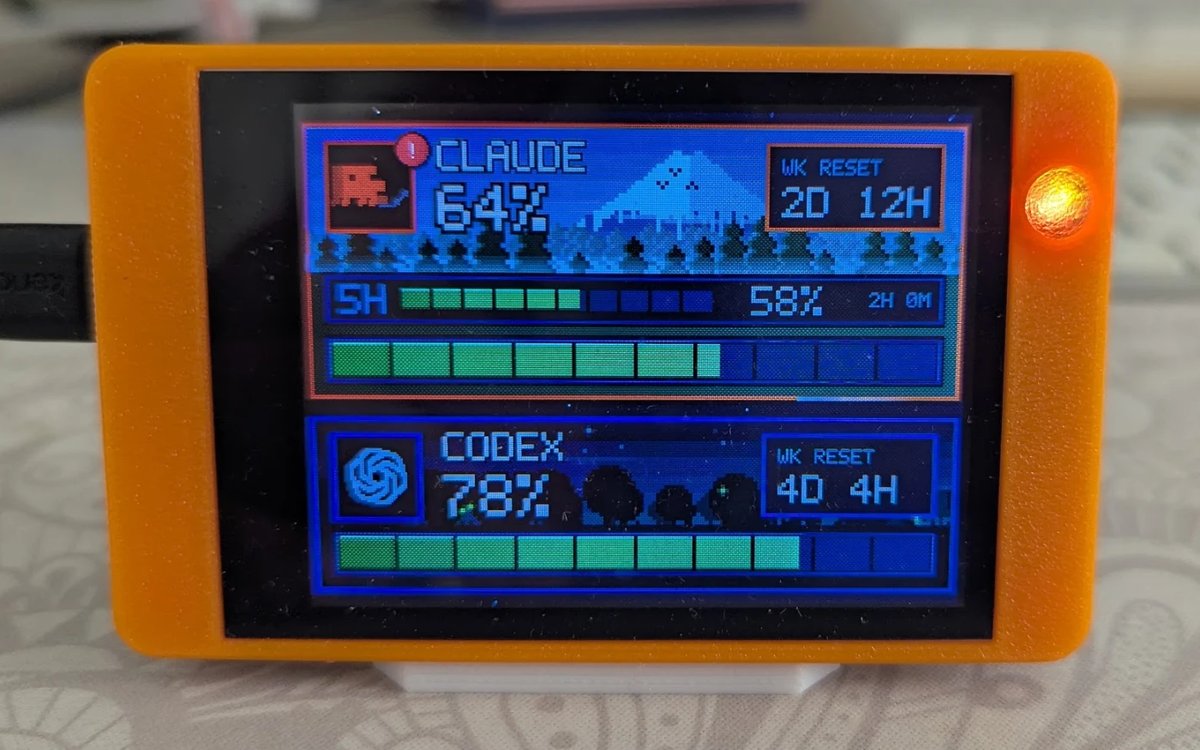 !
CLAUDE
64%
WK RESET
2D 12H
5H
58%
2H 0M
CODEX
78%
WK RESET
4D 4H